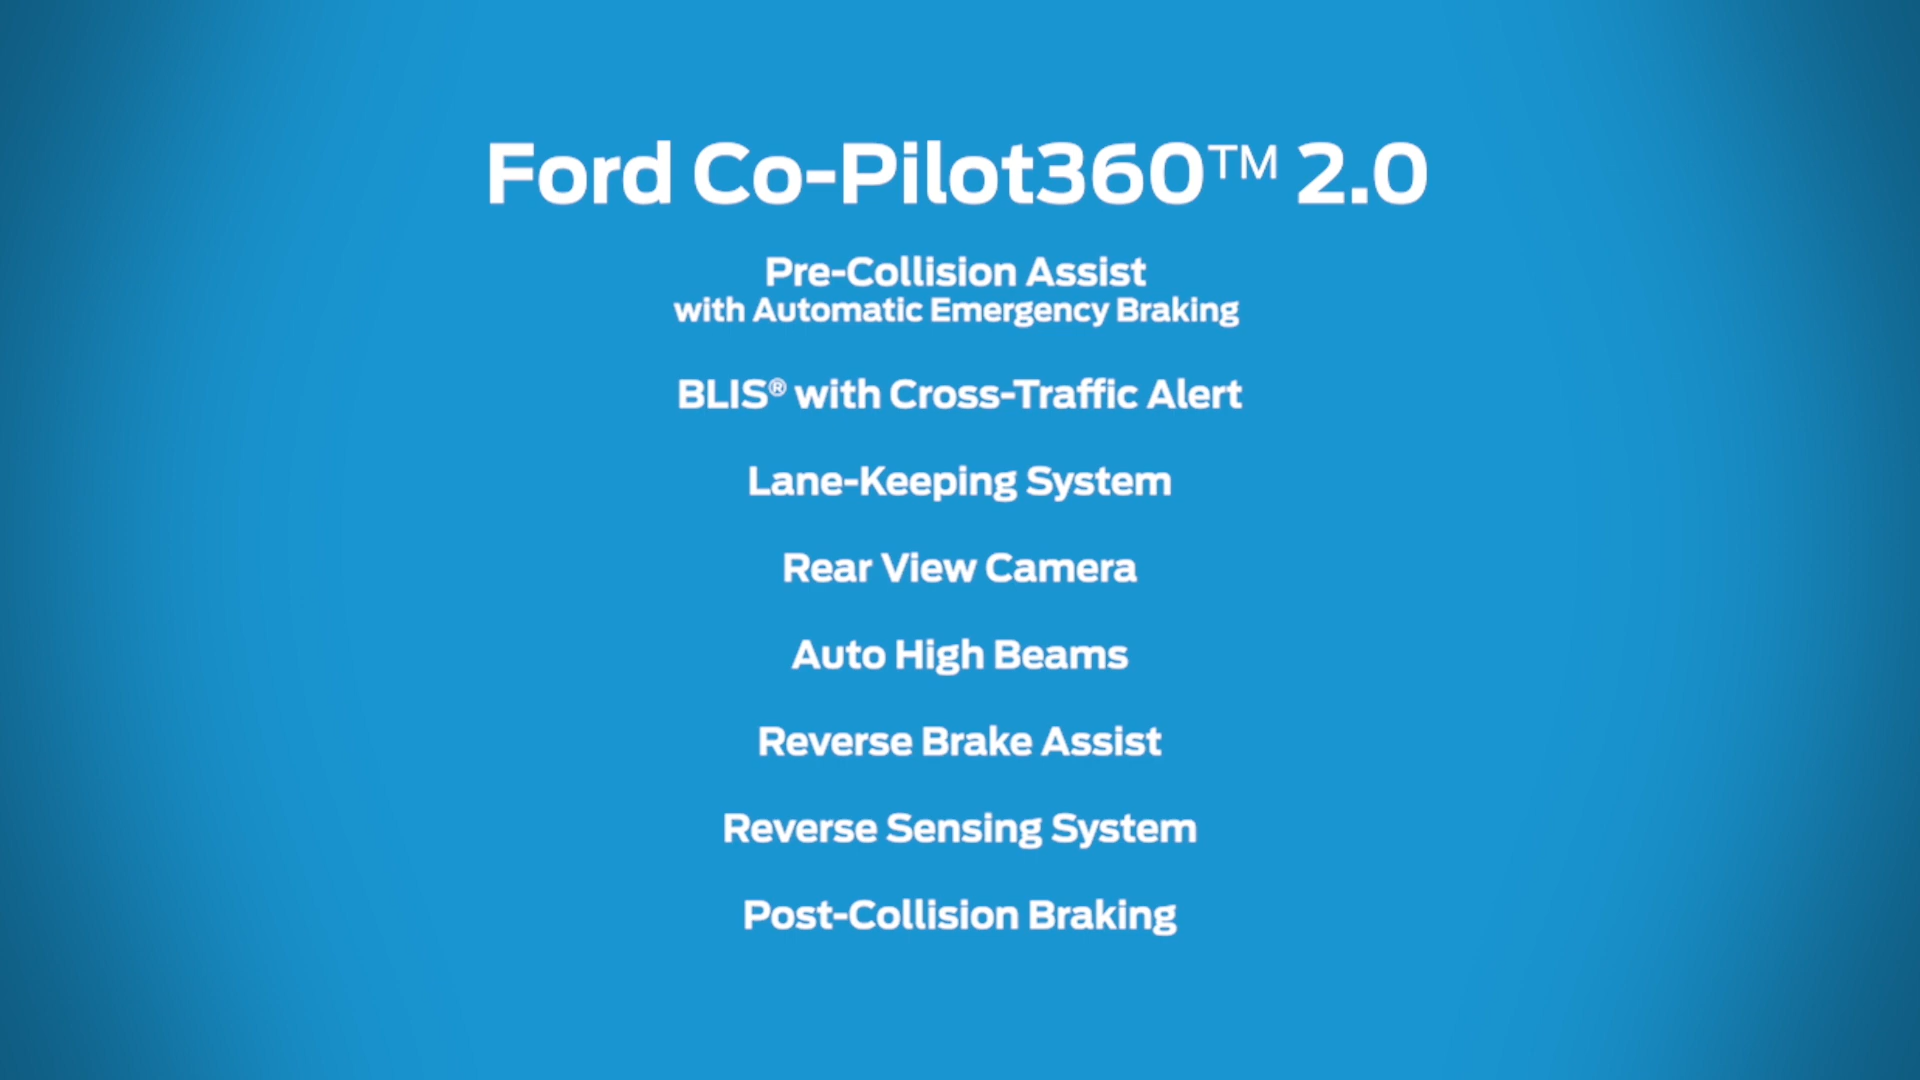 Ford Co-Pilot360™ 2.0
Pre-Collision Assist
with Automatic Emergency Braking
BLIS® with Cross-Traffic Alert
Lane-Keeping System
Rear View Camera
Auto High Beams
Reverse Brake Assist
Reverse Sensing System
Post-Collision Braking